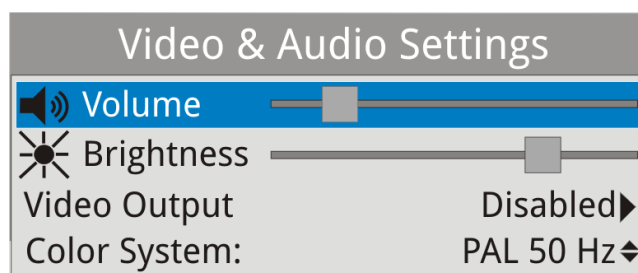 Video & Audio Settings
Volume
Brightness
Video Output Disabled
Color System: PAL 50 Hz